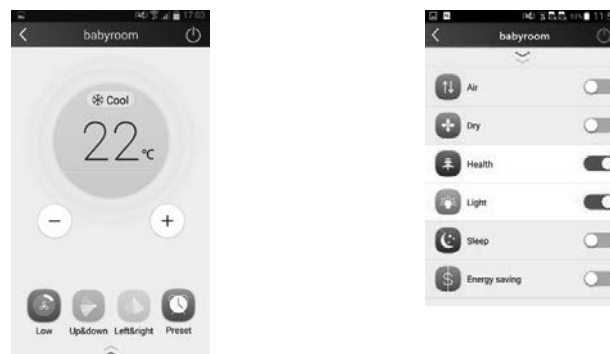 17:03
babyroom
Cool
22 °C
−
+
Low Up&down Left&right Preset
babyroom
Air
Dry
Health
Light
Sleep
$ Energy saving